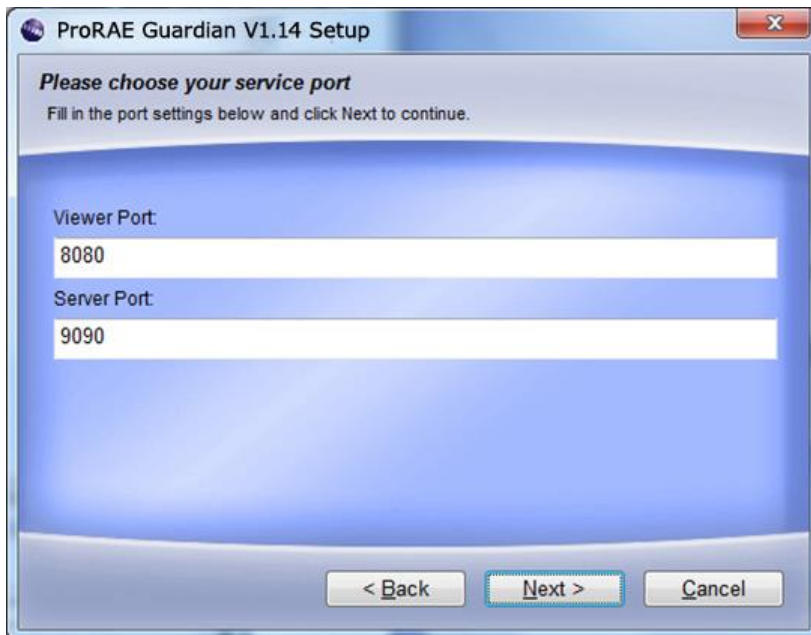 ProRAE Guardian V1.14 Setup
Please choose your service port
Fill in the port settings below and click Next to continue.
Viewer Port:
8080
Server Port:
9090
< Back Next > Cancel